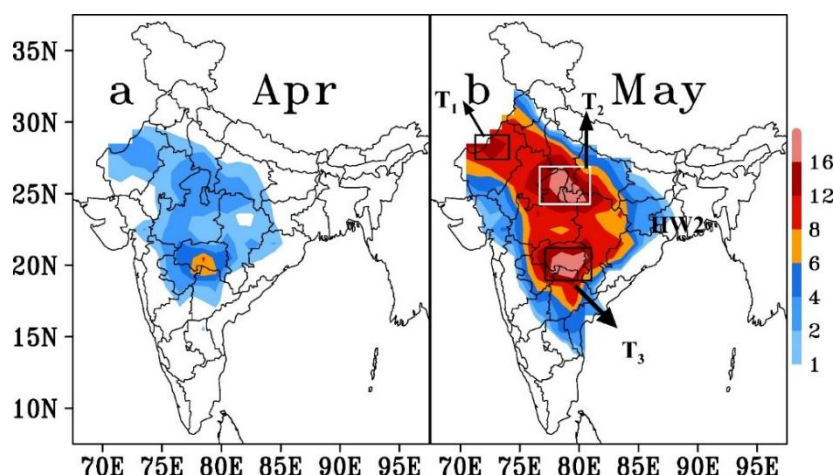 35N
30N
25N
20N
15N
10N
a Apr
b May
T1
T2
HW2
T3
16
12
8
6
4
2
1
70E 75E 80E 85E 90E 95E
70E 75E 80E 85E 90E 95E